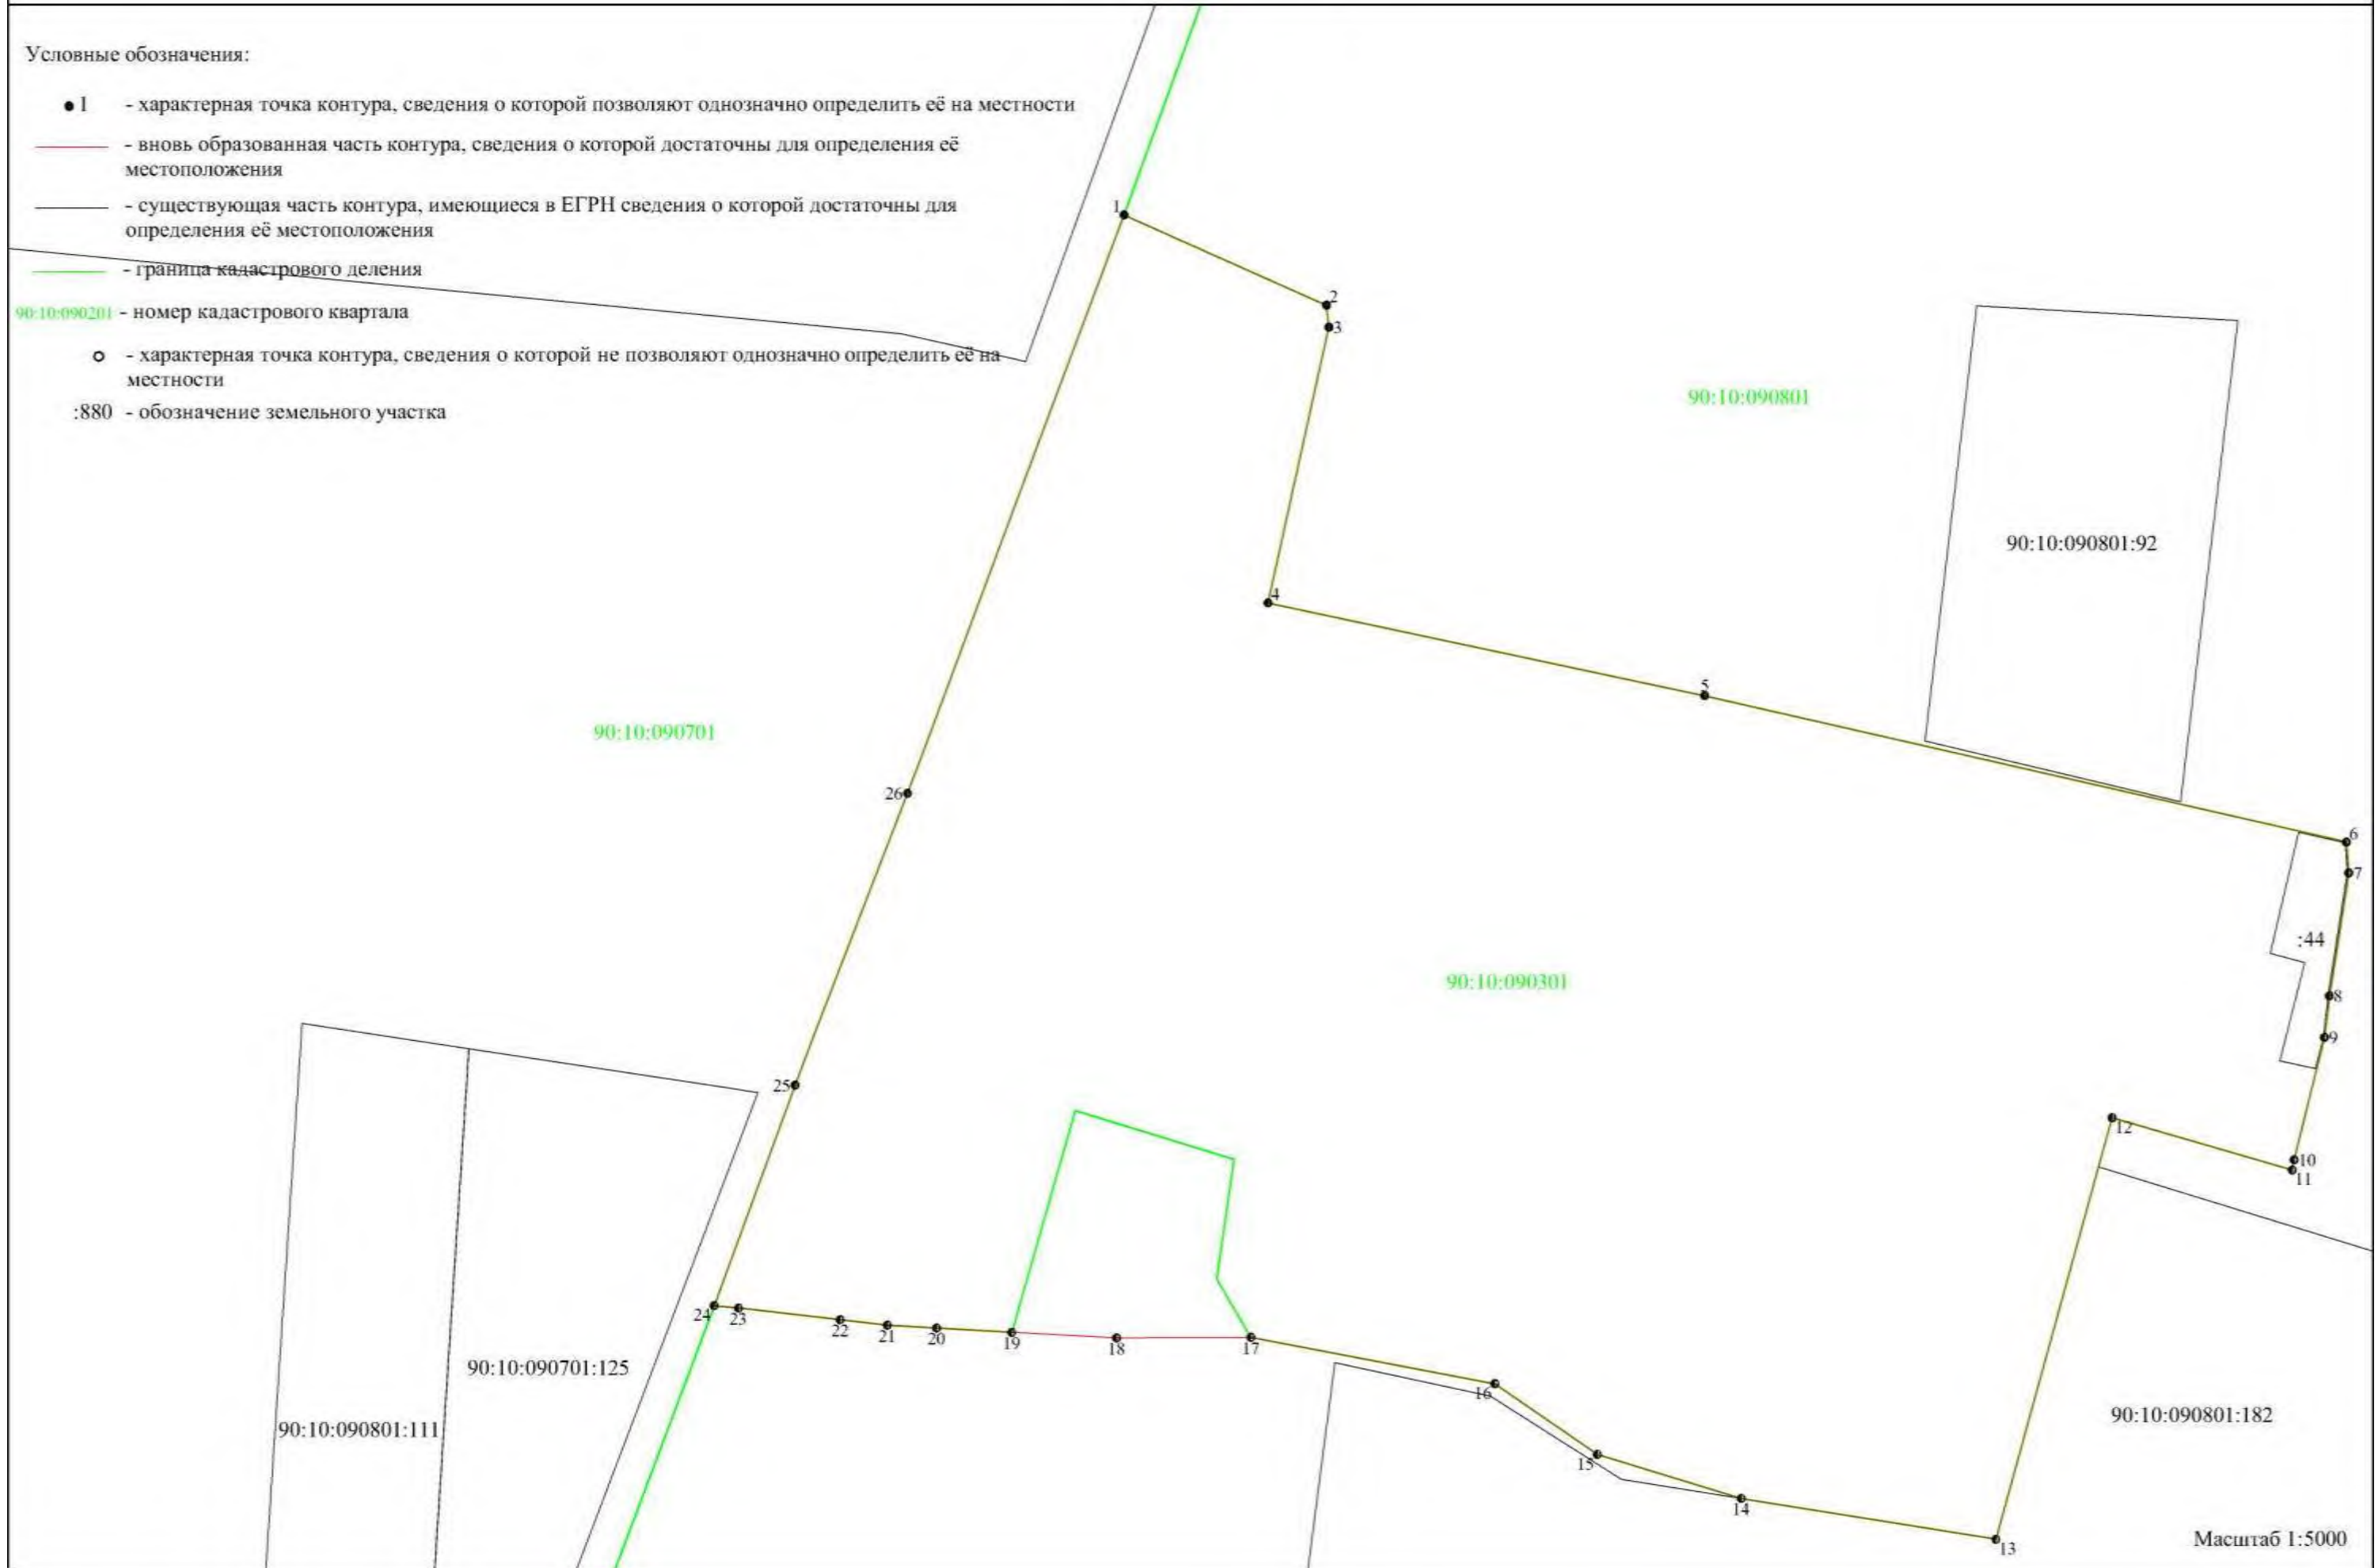 Условные обозначения:
1 - характерная точка контура, сведения о которой позволяют однозначно определить её на местности
- вновь образованная часть контура, сведения о которой достаточны для определения её
местоположения
- существующая часть контура, имеющиеся в ЕГРН сведения о которой достаточны для
определения её местоположения
- граница кадастрового деления
90:10:090201 - номер кадастрового квартала
- характерная точка контура, сведения о которой не позволяют однозначно определить её на
местности
:880 - обозначение земельного участка
1
2
3
90:10:090801
90:10:090801:92
4
5
90:10:090701
26
6
7
:44
90:10:090301
8
9
25
12
10
11
24
23
22
21
20
19
18
17
90:10:090701:125
16
90:10:090801:111
90:10:090801:182
15
14
13
Масштаб 1:5000